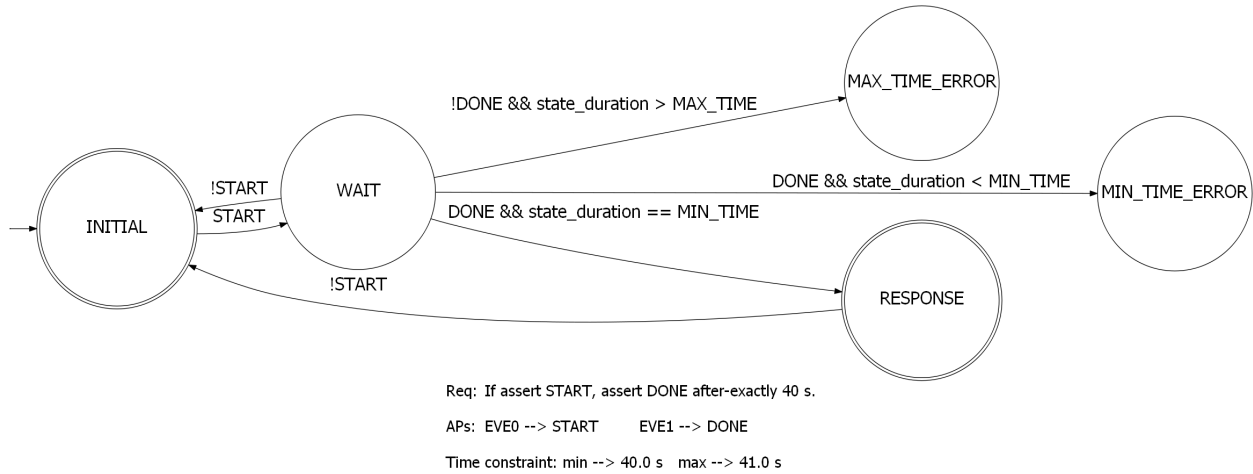 MAX_TIME_ERROR
!DONE && state_duration > MAX_TIME
WAIT
!START
DONE && state_duration < MIN_TIME
MIN_TIME_ERROR
START
DONE && state_duration == MIN_TIME
INITIAL
!START
RESPONSE
Req: If assert START, assert DONE after-exactly 40 s.
APs: EVE0 --> START EVE1 --> DONE
Time constraint: min --> 40.0 s max --> 41.0 s